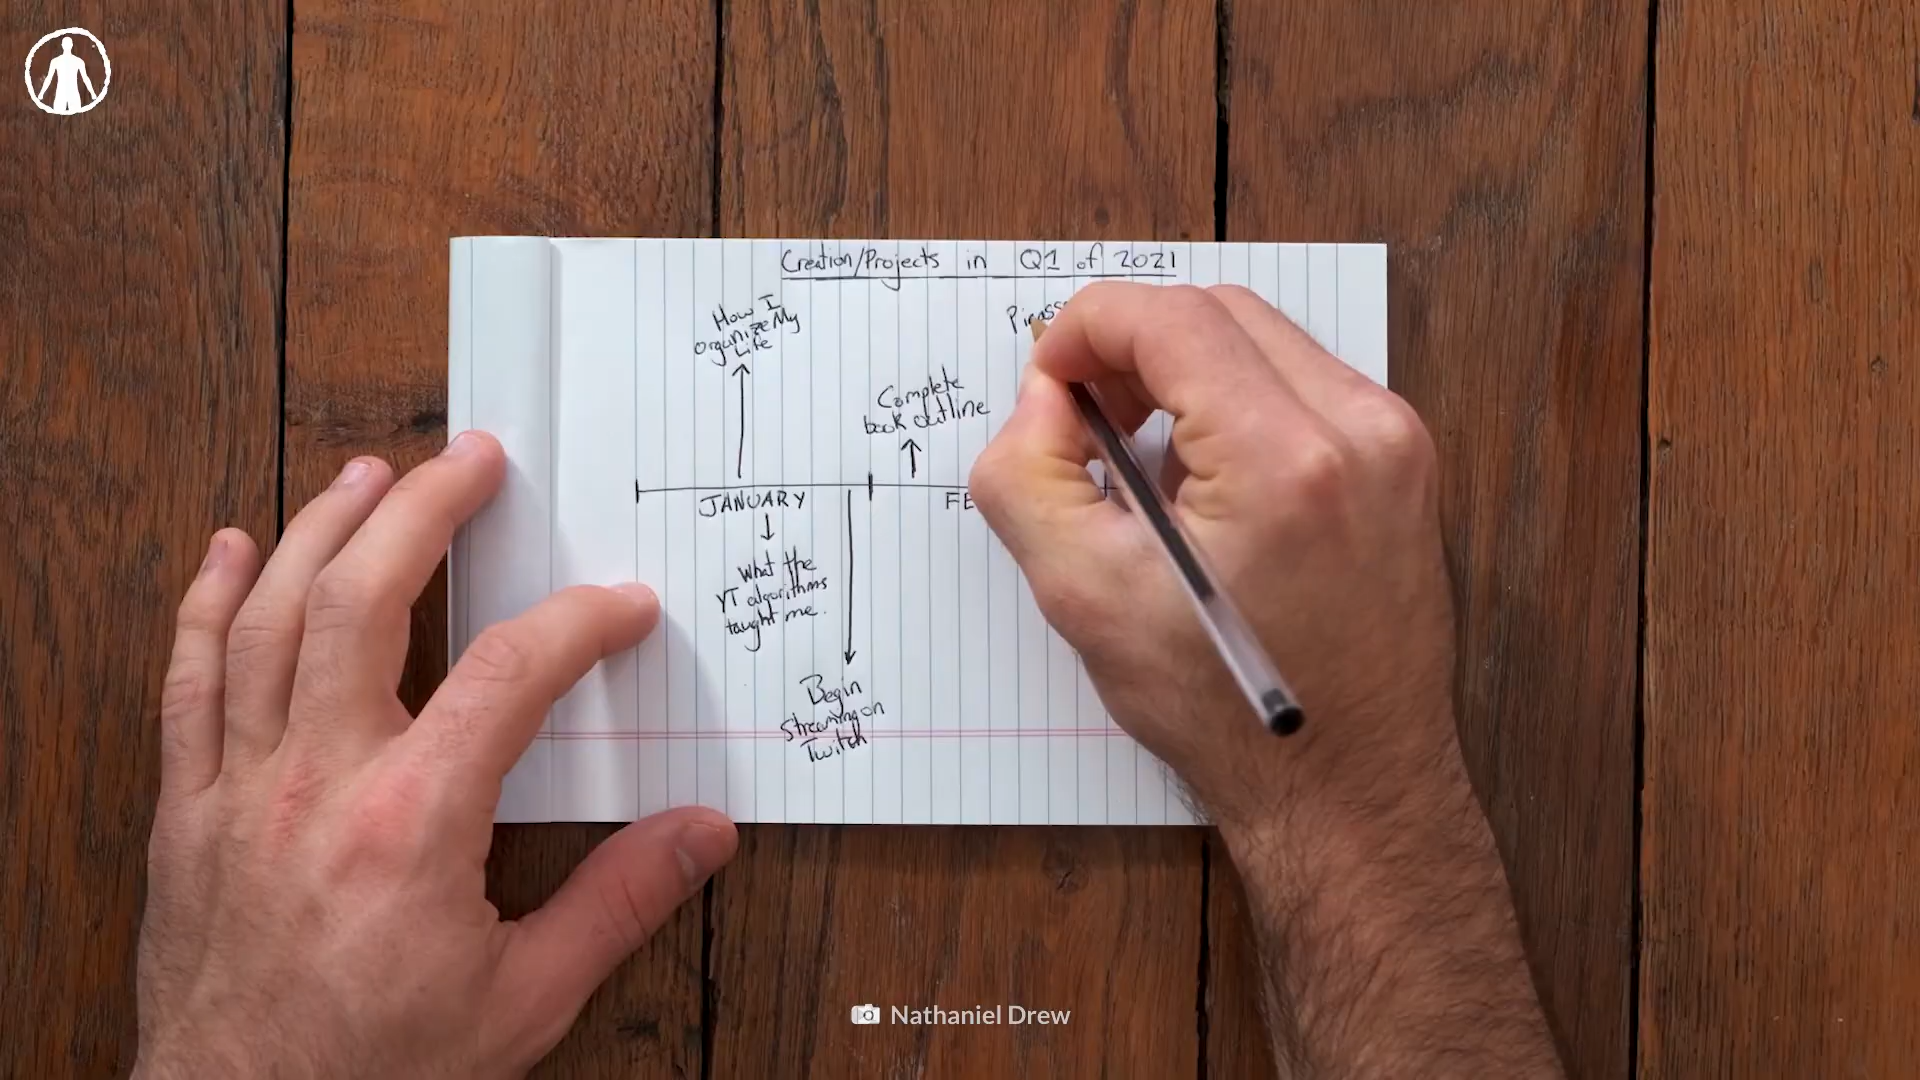 Creation/Projects in Q1 of 2021
How I
organize My
Life
Complete
book outline
JANUARY
FE
What the
YT algorithms
taught me.
Begin
streaming on
Twitch
Nathaniel Drew